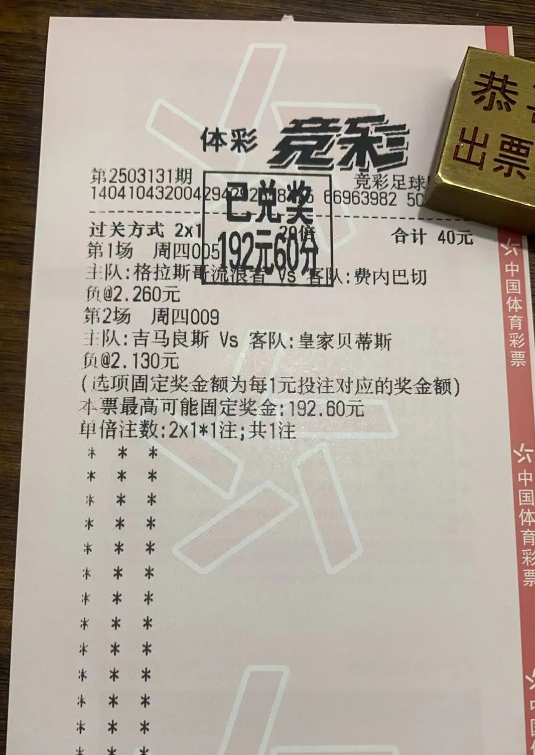 体彩 竞彩
第2503131期 竞彩足球
66963982
已兑奖
192元60分
过关方式 2x1 20倍 合计 40元
第1场 周四005
主队:格拉斯哥流浪者 Vs 客队:费内巴切
负@2.260元
第2场 周四009
主队:吉马良斯 Vs 客队:皇家贝蒂斯
负@2.130元
(选项固定奖金额为每1元投注对应的奖金额)
本票最高可能固定奖金:192.60元
单倍注数:2x1*1注;共1注
* * *
* * *
* * *
* * *
* * *
* * *
* * *
* * *
* * *
* * *
* * *
* * *
* * *
恭
出票
中国体育彩票
中国体育彩票
中国体